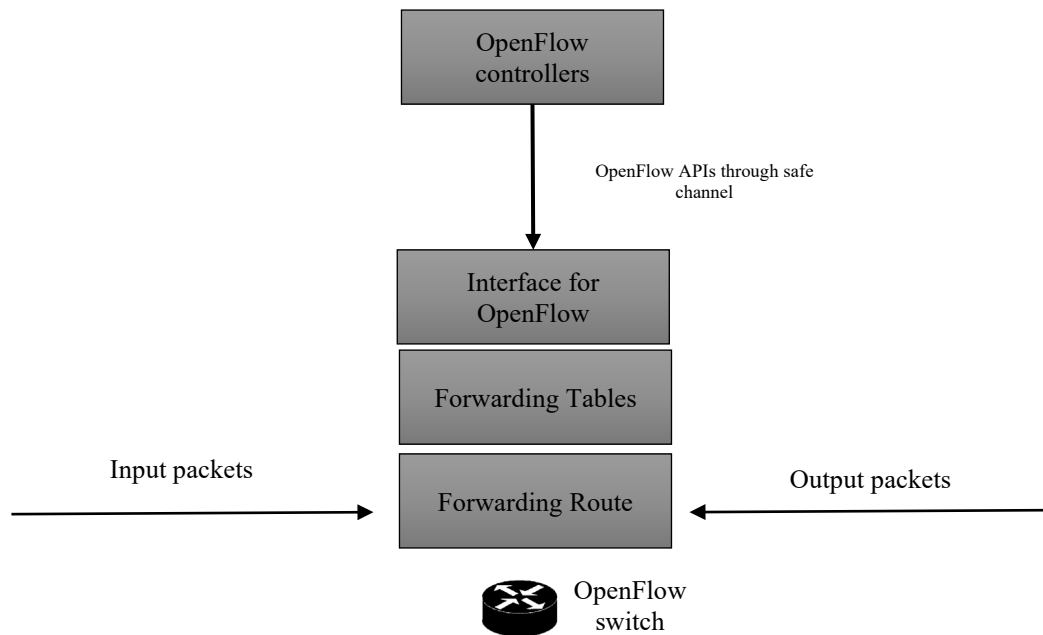 OpenFlow
controllers
OpenFlow APIs through safe
channel
Interface for
OpenFlow
Forwarding Tables
Input packets
Forwarding Route
Output packets
OpenFlow
switch